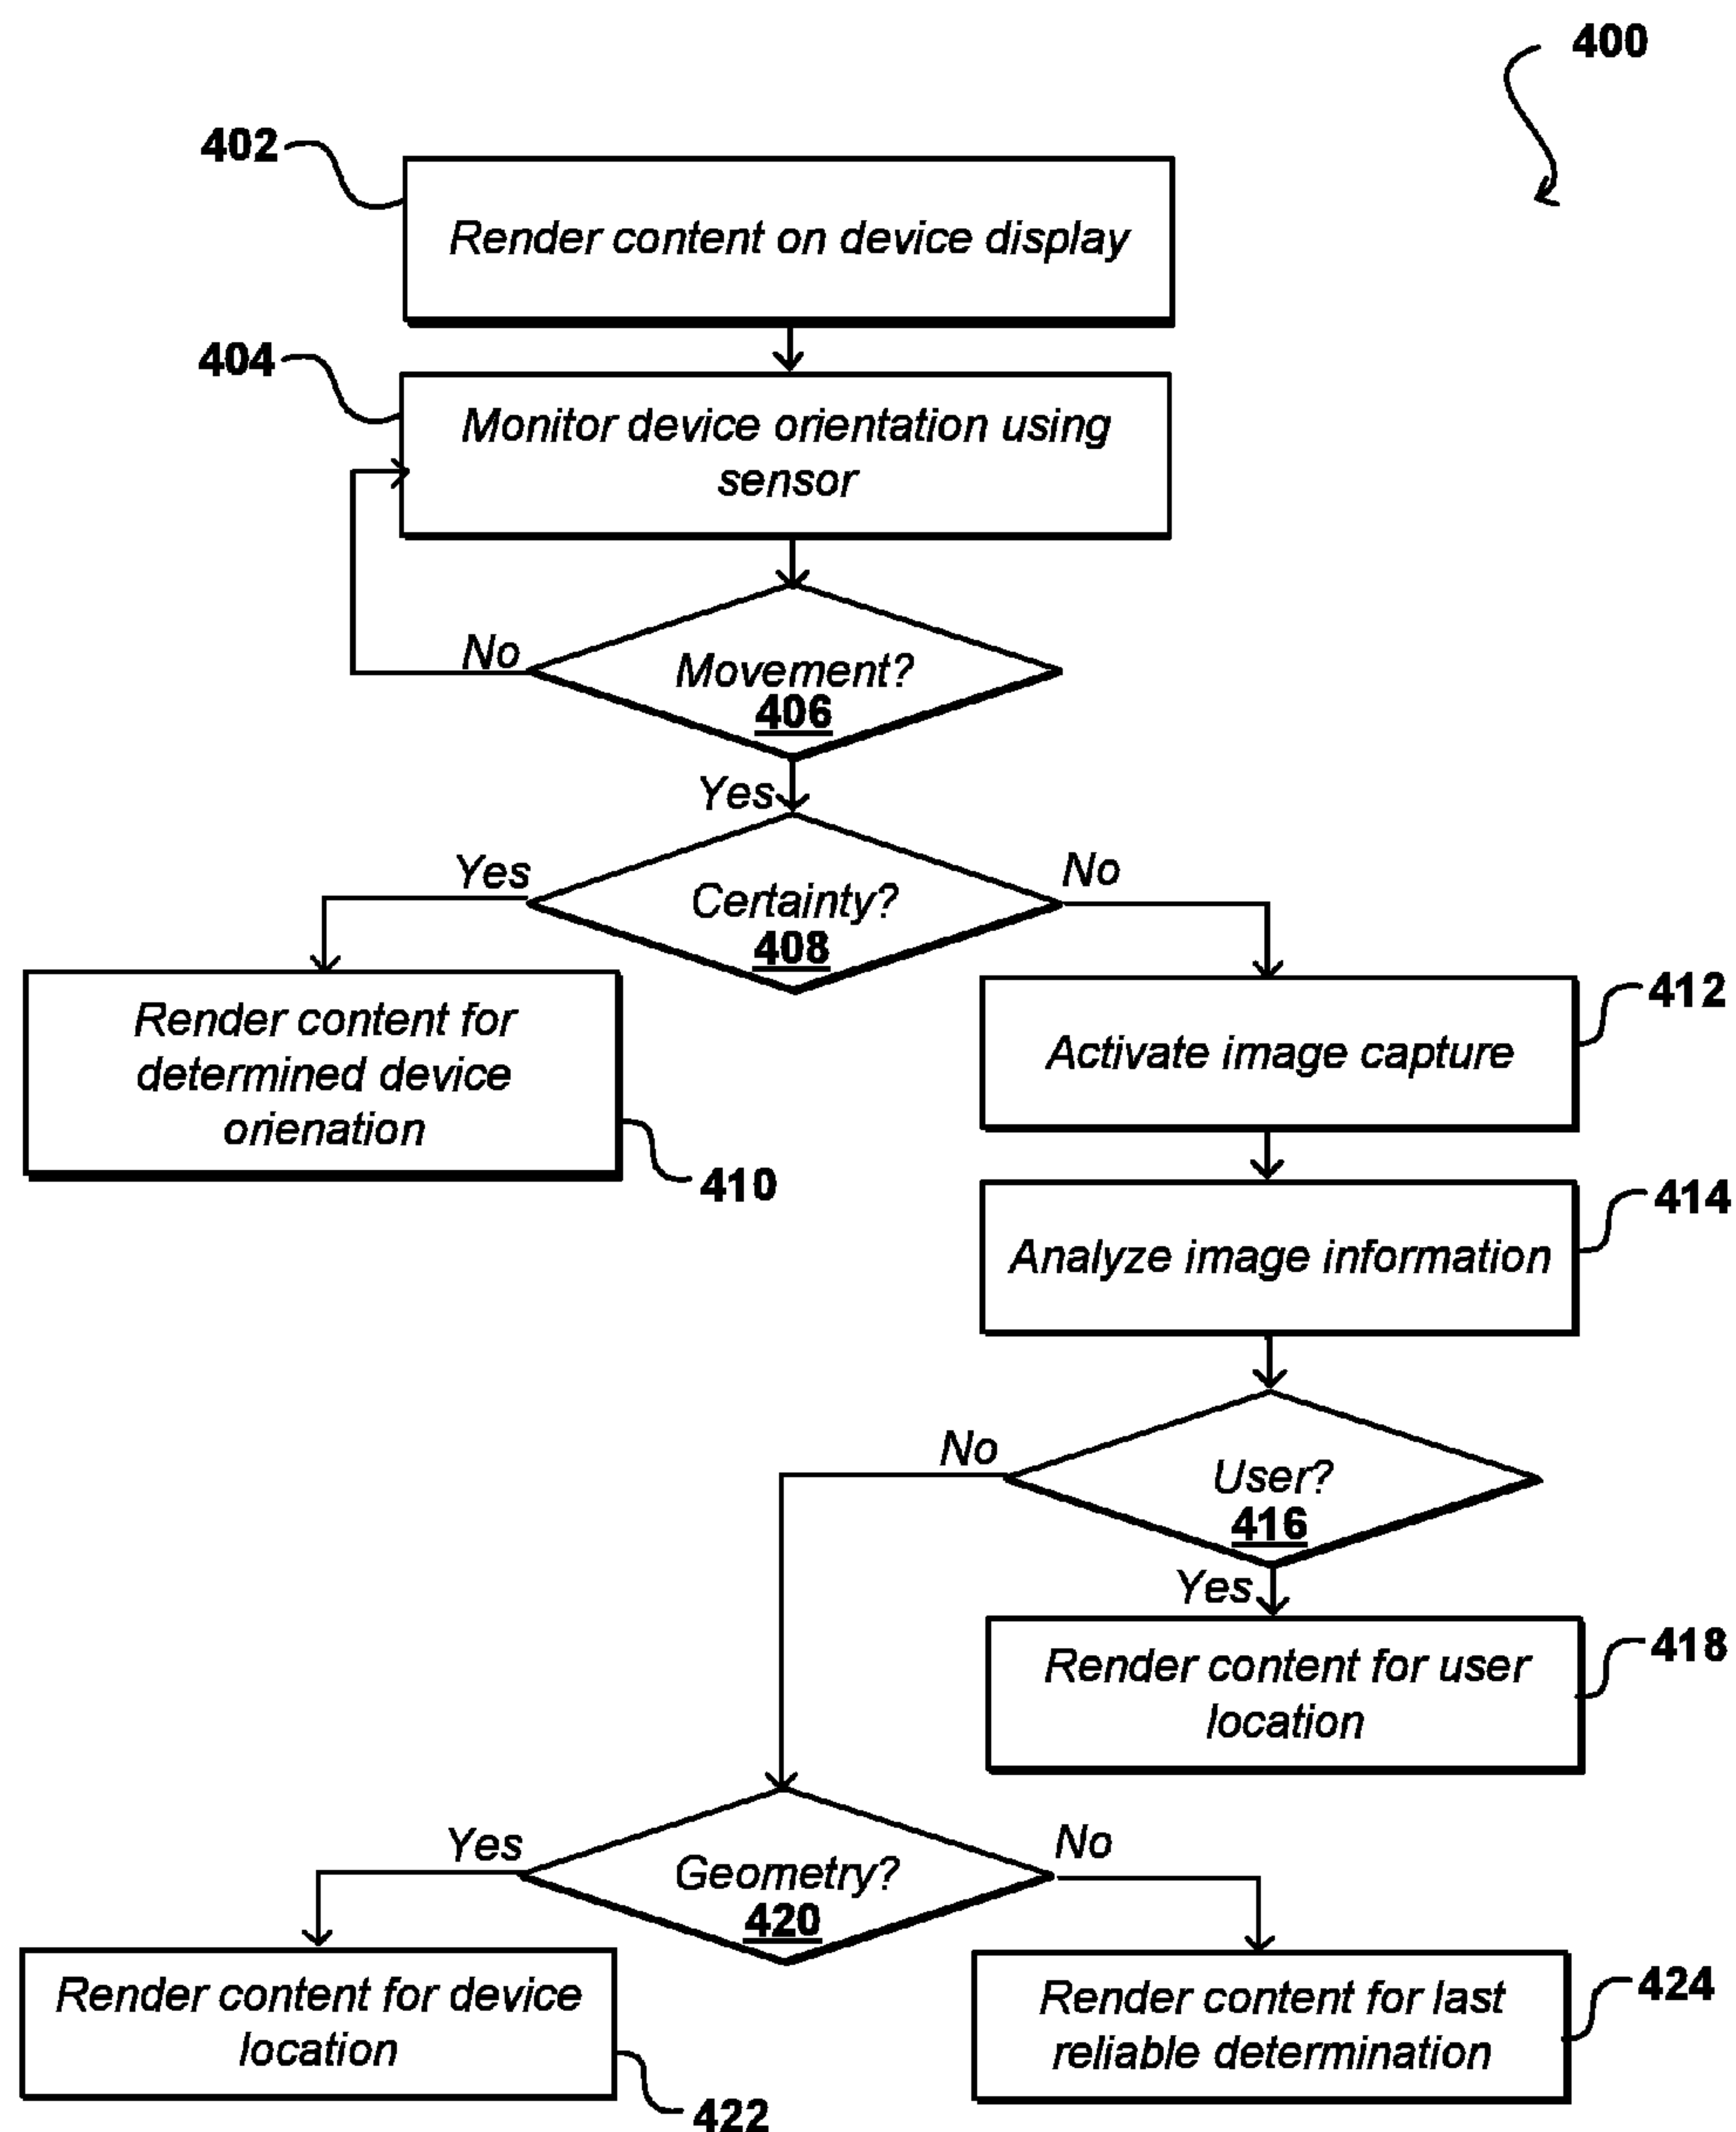 400
402
Render content on device display
404
Monitor device orientation using
sensor
No
Movement?
406
Yes
Yes
Certainty?
408
No
Render content for
determined device
orienation
410
412
Activate image capture
414
Analyze image information
No
User?
416
Yes
418
Render content for user
location
Yes
Geometry?
420
No
Render content for device
location
422
Render content for last
reliable determination
424